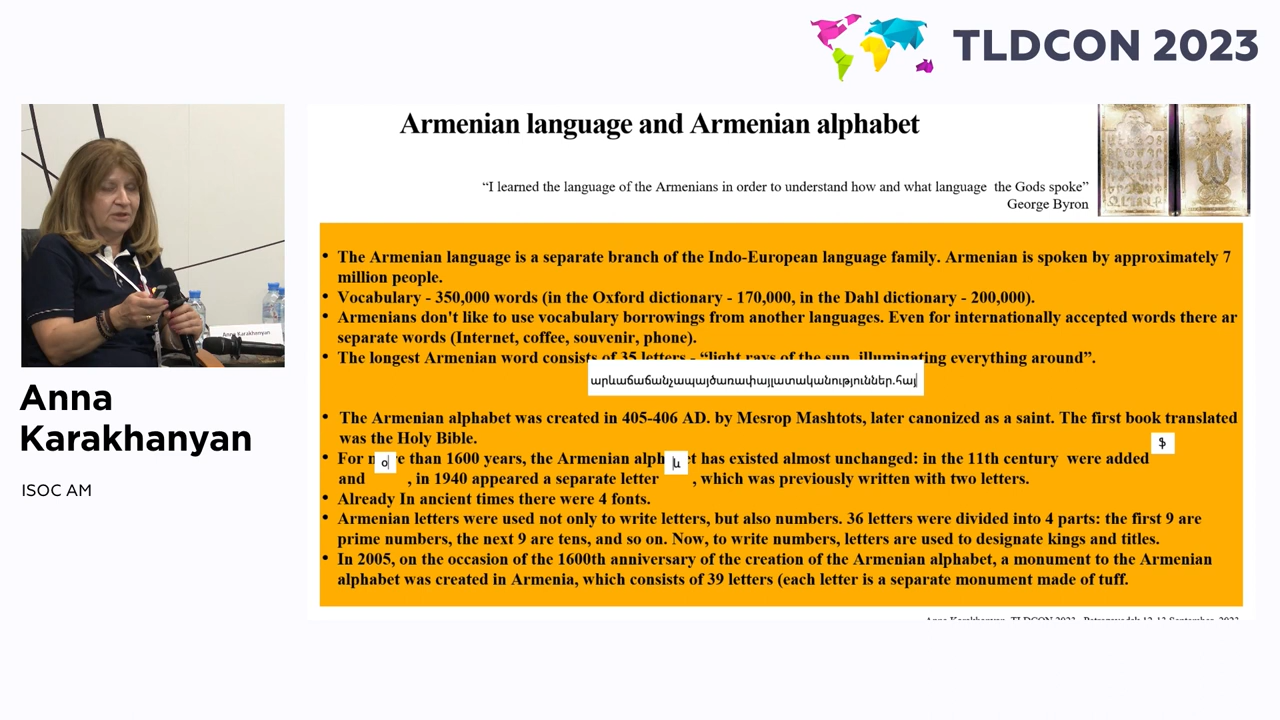 TLDCON 2023
Armenian language and Armenian alphabet
“I learned the language of the Armenians in order to understand how and what language the Gods spoke”
George Byron
• The Armenian language is a separate branch of the Indo-European language family. Armenian is spoken by approximately 7
million people.
• Vocabulary - 350,000 words (in the Oxford dictionary - 170,000, in the Dahl dictionary - 200,000).
• Armenians don't like to use vocabulary borrowings from another languages. Even for internationally accepted words there ar
separate words (Internet, coffee, souvenir, phone).
• The longest Armenian word consists of 35 letters - “light rays of the sun, illuminating everything around”.
արևաճաճանչապայծառափայլատականություններ.հայ
• The Armenian alphabet was created in 405-406 AD. by Mesrop Mashtots, later canonized as a saint. The first book translated
was the Holy Bible.
• For more than 1600 years, the Armenian alphabet has existed almost unchanged: in the 11th century were added $
and օ , in 1940 appeared a separate letter և , which was previously written with two letters.
• Already In ancient times there were 4 fonts.
• Armenian letters were used not only to write letters, but also numbers. 36 letters were divided into 4 parts: the first 9 are
prime numbers, the next 9 are tens, and so on. Now, to write numbers, letters are used to designate kings and titles.
• In 2005, on the occasion of the 1600th anniversary of the creation of the Armenian alphabet, a monument to the Armenian
alphabet was created in Armenia, which consists of 39 letters (each letter is a separate monument made of tuff.
Anna Karakhanyan
Anna
Karakhanyan
ISOC AM